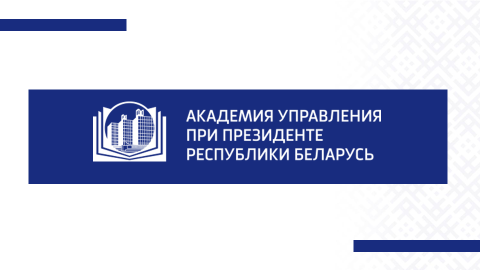 АКАДЕМИЯ УПРАВЛЕНИЯ
ПРИ ПРЕЗИДЕНТЕ
РЕСПУБЛИКИ БЕЛАРУСЬ